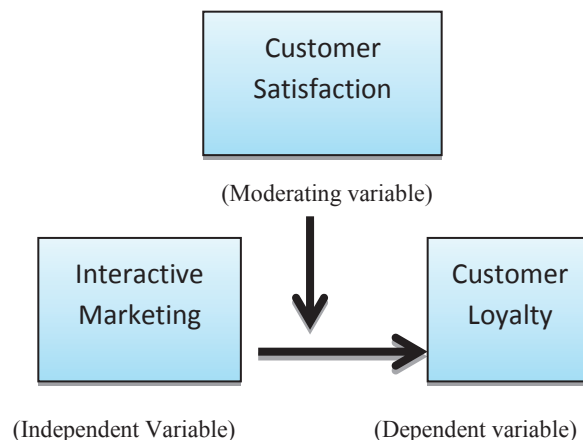 Customer
Satisfaction
(Moderating variable)
Interactive
Marketing
Customer
Loyalty
(Independent Variable)
(Dependent variable)